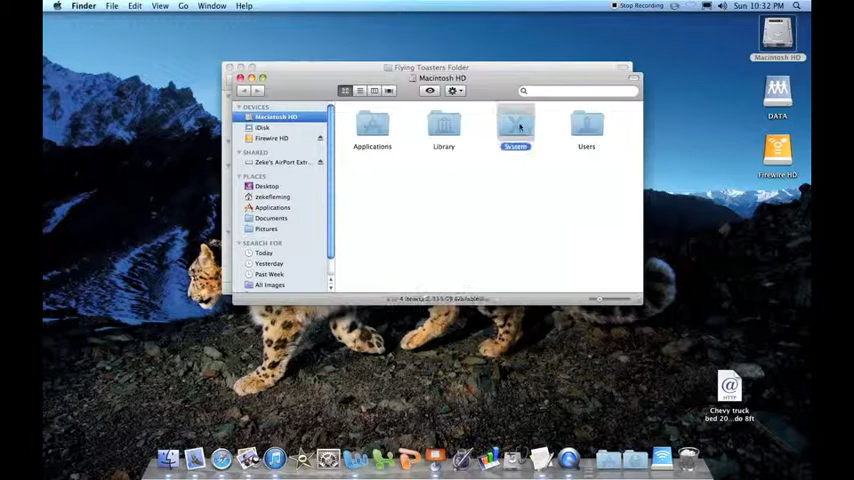 Finder File Edit View Go Window Help
Stop Recording Sun 10:32 PM
Macintosh HD
DATA
Firewire HD
Flying Toasters Folder
Macintosh HD
DEVICES
Macintosh HD
iDisk
Firewire HD
SHARED
Zeke's AirPort Extr...
PLACES
Desktop
zekefleming
Applications
Documents
Pictures
SEARCH FOR
Today
Yesterday
Past Week
All Images
Applications Library System Users
HTTP
Chevy truck
bed 20...do 8ft